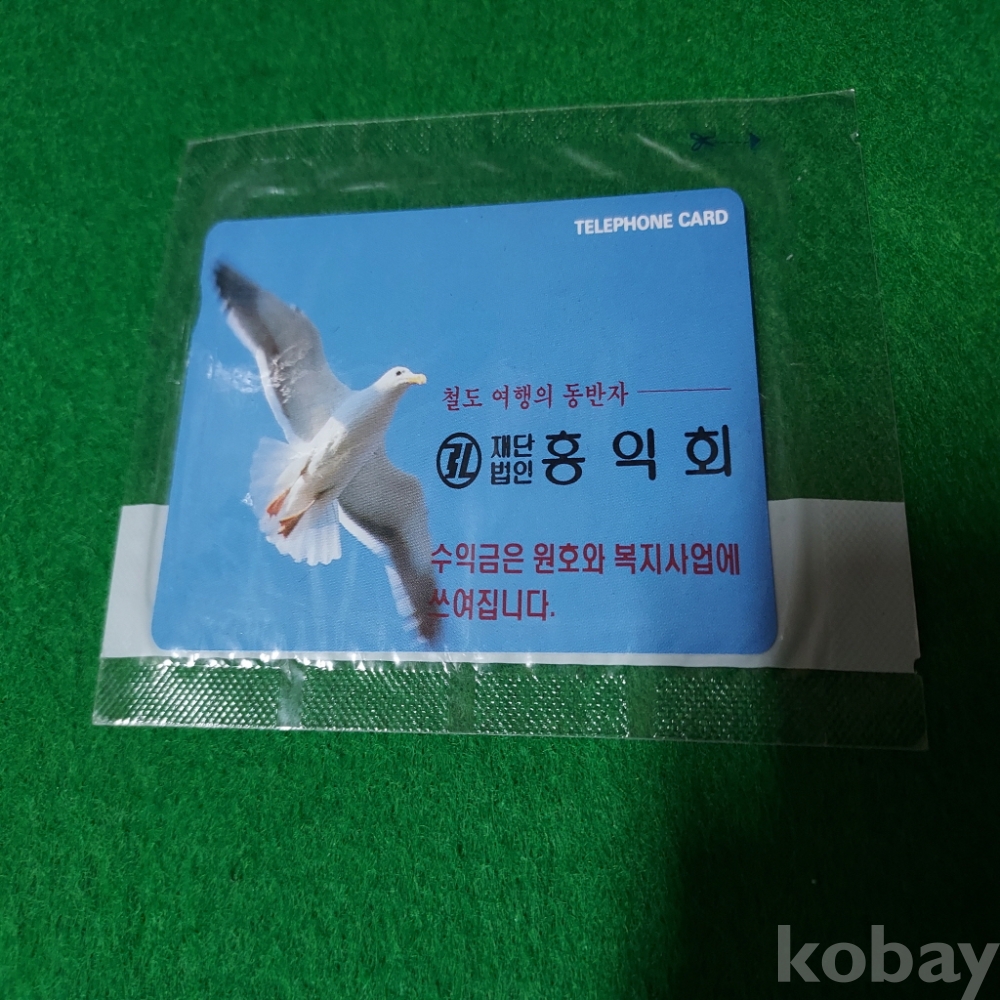 TELEPHONE CARD
철도 여행의 동반자
재단
법인 홍익회
수익금은 원호와 복지사업에
쓰여집니다.
kobay